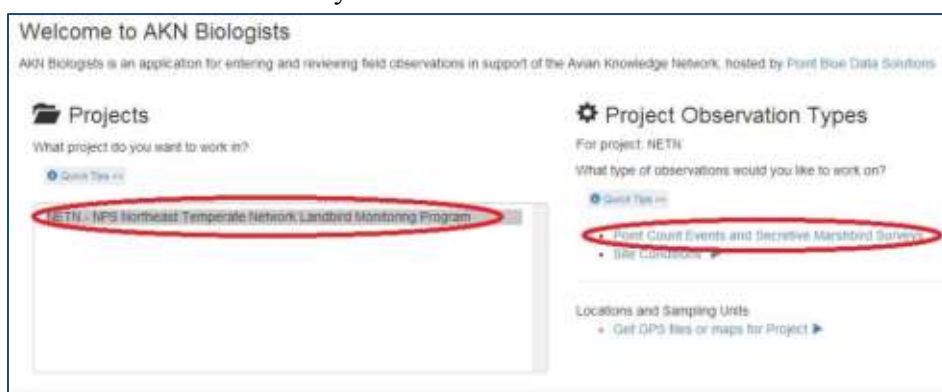 Welcome to AKN Biologists
AKN Biologists is an application for entering and reviewing field observations in support of the Avian Knowledge Network, hosted by Point Blue Data Solutions
Projects
What project do you want to work in?
Quick Tips >>
NETN - NPS Northeast Temperate Network Landbird Monitoring Program
Project Observation Types
For project: NETN
What type of observations would you like to work on?
Quick Tips >>
Point Count Events and Secretive Marshbird Surveys
Site Conditions
Locations and Sampling Units
Get GPS files or maps for Project